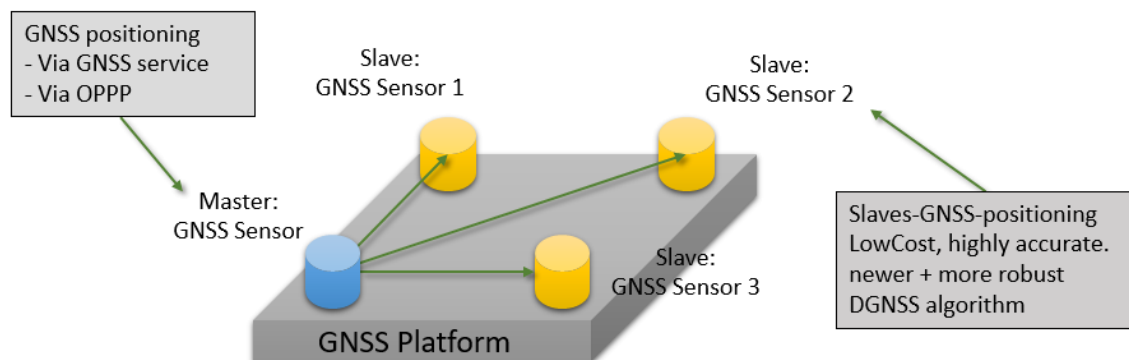 GNSS positioning
- Via GNSS service
- Via OPPP
Slave:
GNSS Sensor 1
Slave:
GNSS Sensor 2
Master:
GNSS Sensor
Slave:
GNSS Sensor 3
Slaves-GNSS-positioning
LowCost, highly accurate.
newer + more robust
DGNSS algorithm
GNSS Platform